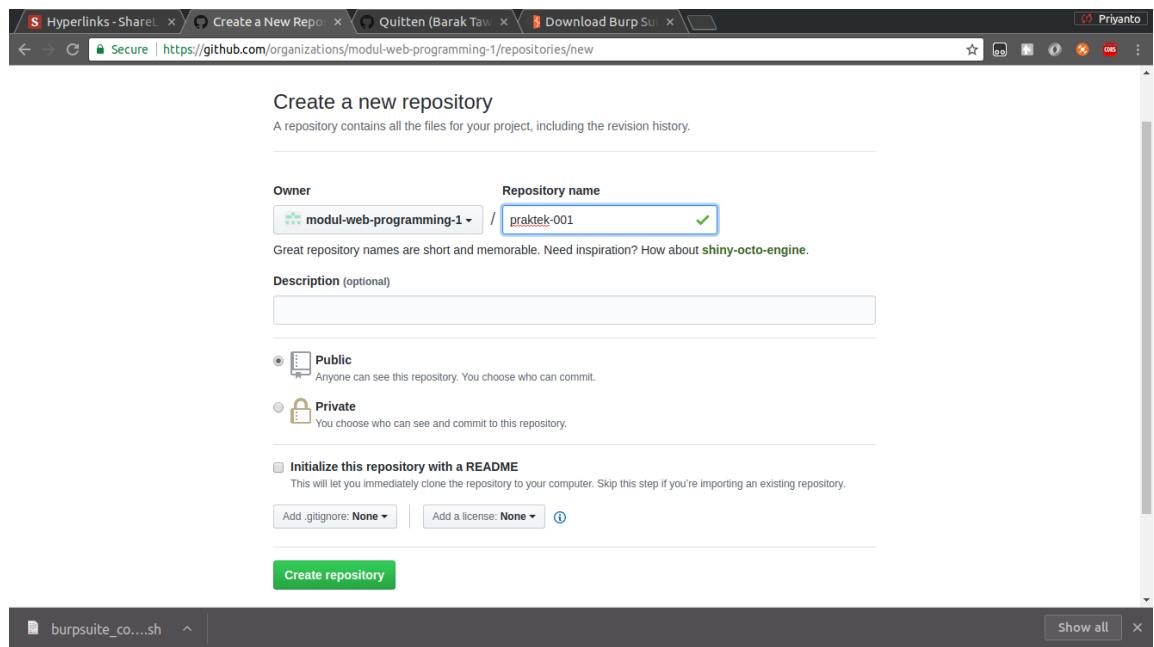 S Hyperlinks - ShareL
Create a New Repos
Quitten (Barak Taw
Download Burp Sui
Priyanto
Secure | https://github.com/organizations/modul-web-programming-1/repositories/new
CORS
Create a new repository
A repository contains all the files for your project, including the revision history.
Owner
Repository name
modul-web-programming-1 / praktek-001
Great repository names are short and memorable. Need inspiration? How about shiny-octo-engine.
Description (optional)
Public
Anyone can see this repository. You choose who can commit.
Private
You choose who can see and commit to this repository.
Initialize this repository with a README
This will let you immediately clone the repository to your computer. Skip this step if you're importing an existing repository.
Add .gitignore: None
Add a license: None
Create repository
burpsuite_co....sh
Show all